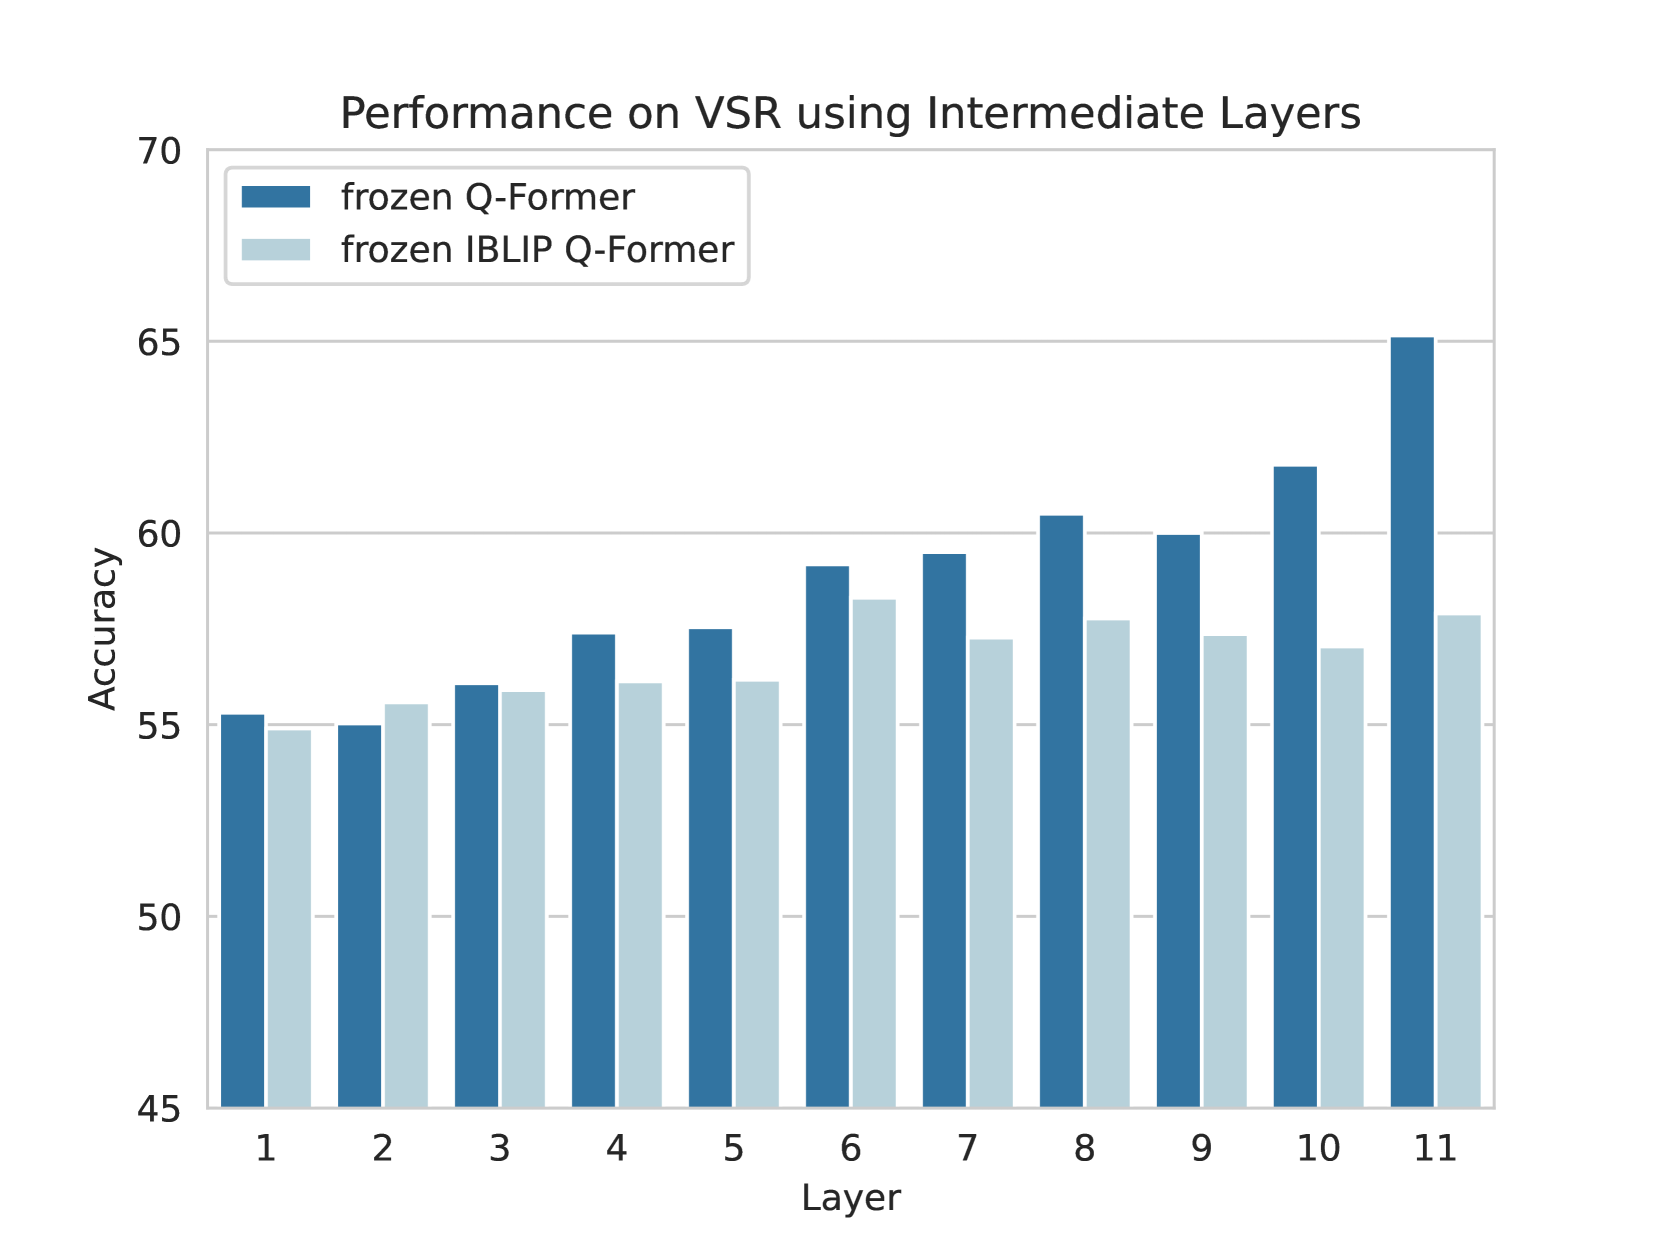 Performance on VSR using Intermediate Layers
70
frozen Q-Former
frozen IBLIP Q-Former
65
60
55
50
45
Accuracy
1 2 3 4 5 6 7 8 9 10 11
Layer